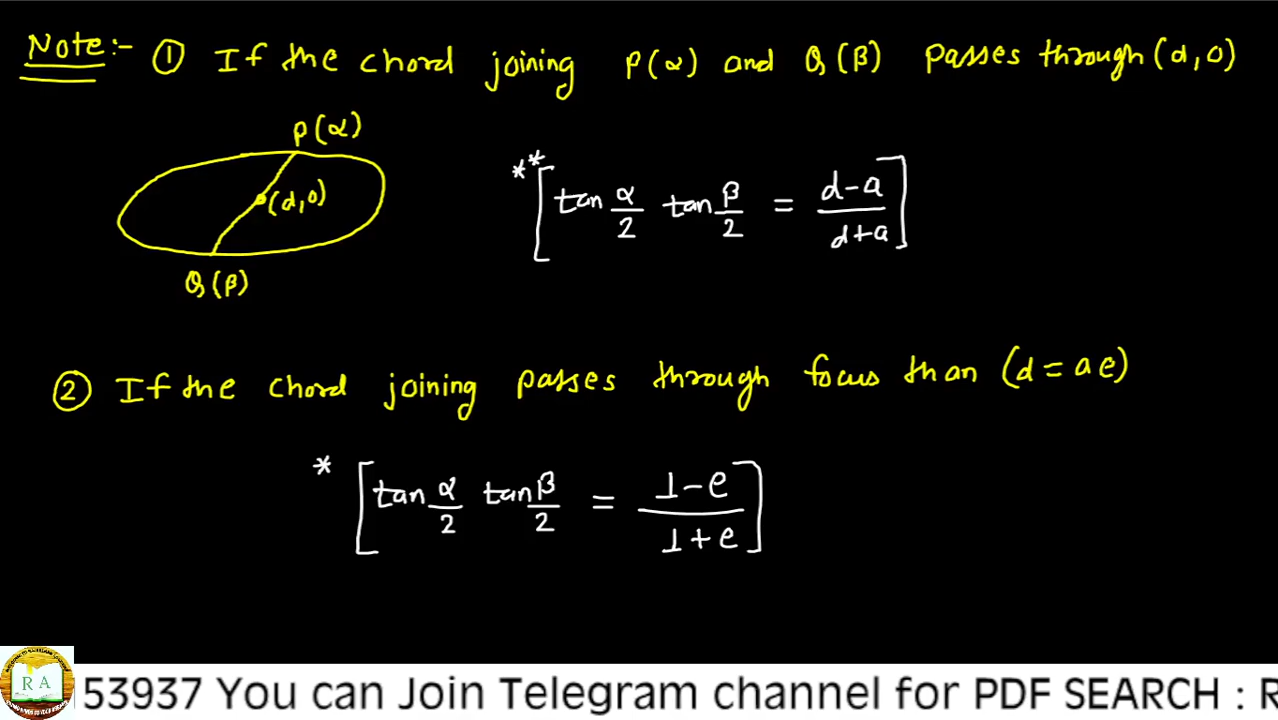 Note:- ① If the chord joining P(α) and Q(β) passes through (d,0)
P(α)
(d,0)
Q(β)
** [tan α/2 tan β/2 = d-a/d+a]
② If the chord joining passes through focus than (d = ae)
* [tan α/2 tan β/2 = 1-e/1+e]
RA
53937 You can Join Telegram channel for PDF SEARCH : R